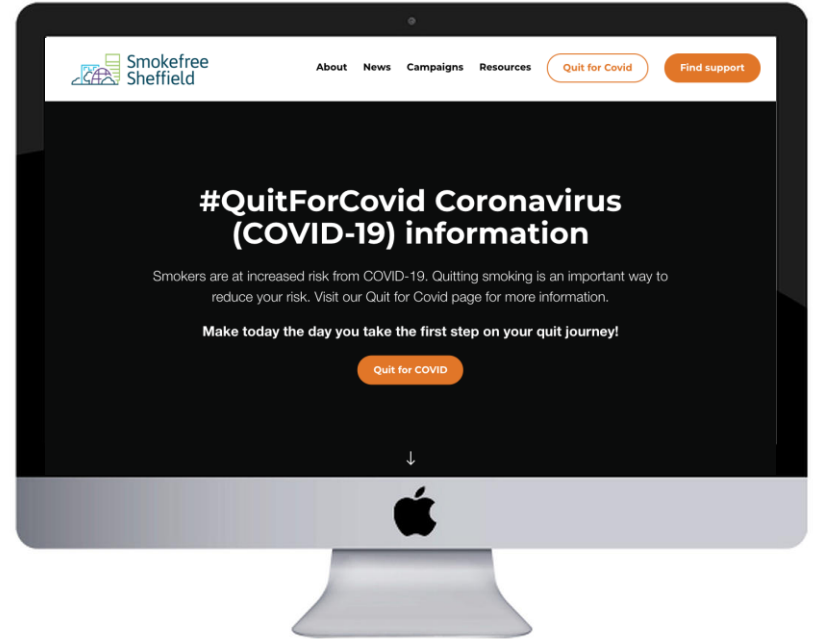 Smokefree
Sheffield
About News Campaigns Resources Quit for Covid Find support
#QuitForCovid Coronavirus
(COVID-19) information
Smokers are at increased risk from COVID-19. Quitting smoking is an important way to
reduce your risk. Visit our Quit for Covid page for more information.
Make today the day you take the first step on your quit journey!
Quit for COVID